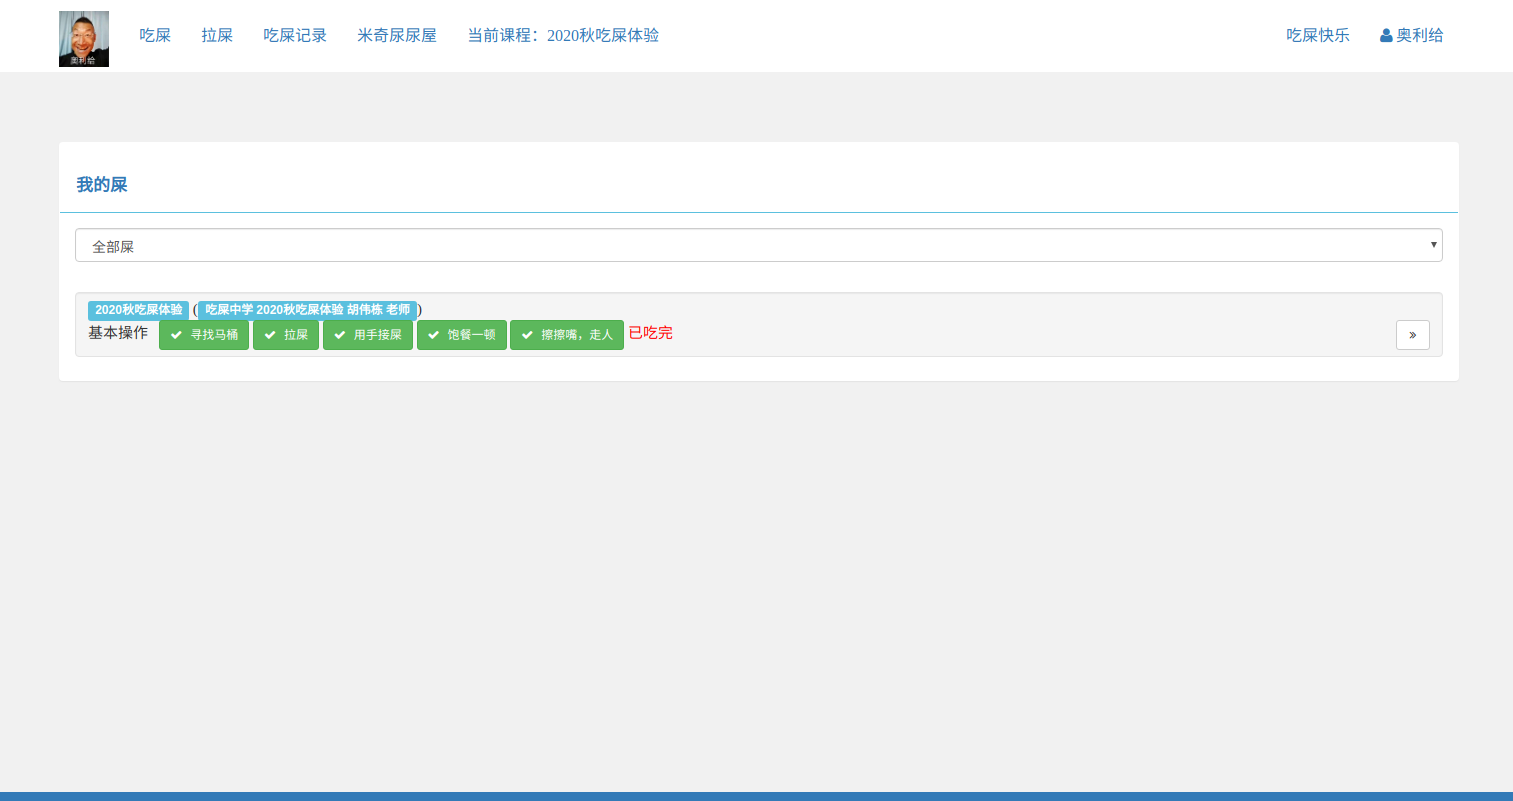 奥利给
吃屎 拉屎 吃屎记录 米奇尿尿屋 当前课程：2020秋吃屎体验 吃屎快乐 奥利给
我的屎
全部屎
2020秋吃屎体验 (吃屎中学 2020秋吃屎体验 胡伟栋 老师)
基本操作 寻找马桶 拉屎 用手接屎 饱餐一顿 擦擦嘴，走人 已吃完 »